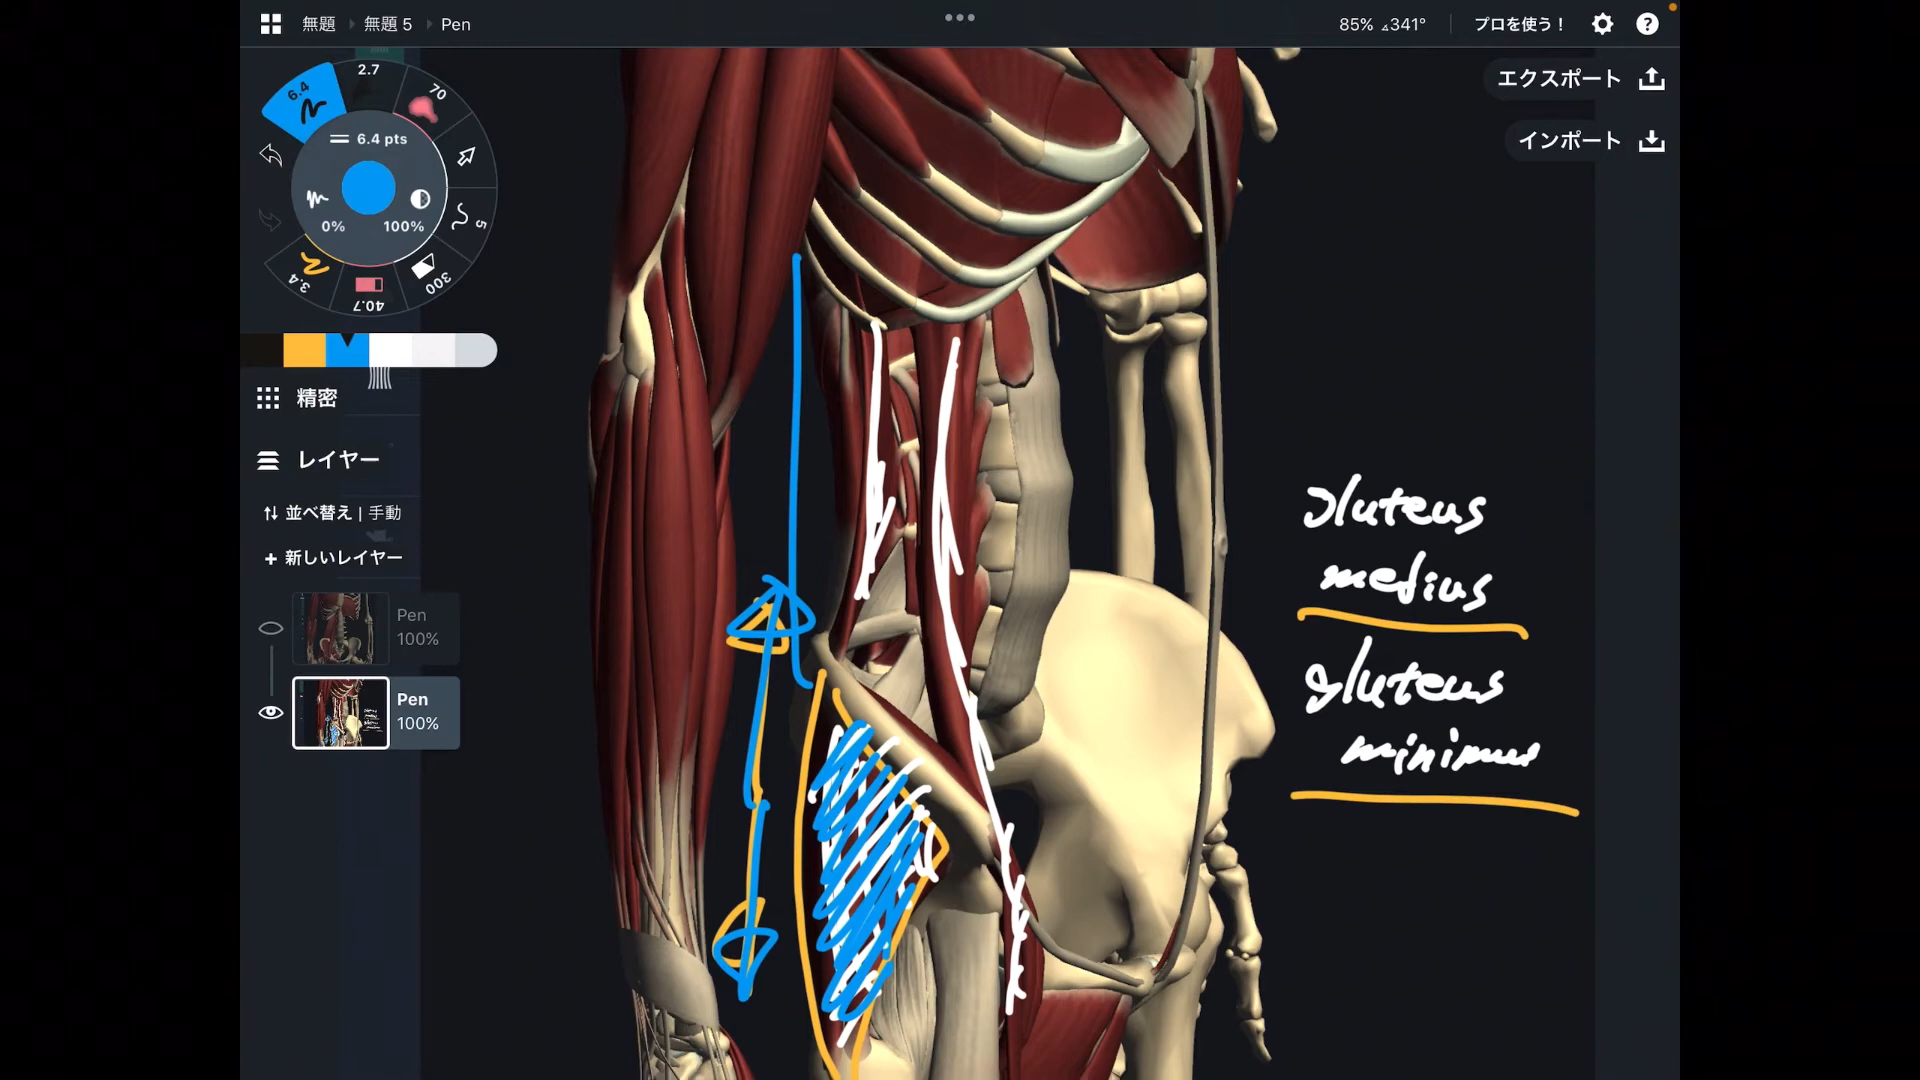 無題 無題 5 Pen
85% ⊿341° プロを使う！
エクスポート
インポート
2.7
6.4
70
6.4 pts
0% 100%
5
300
40.7
3.4
精密
レイヤー
並べ替え | 手動
+ 新しいレイヤー
Pen
100%
Pen
100%
gluteus
medius
gluteus
minimus